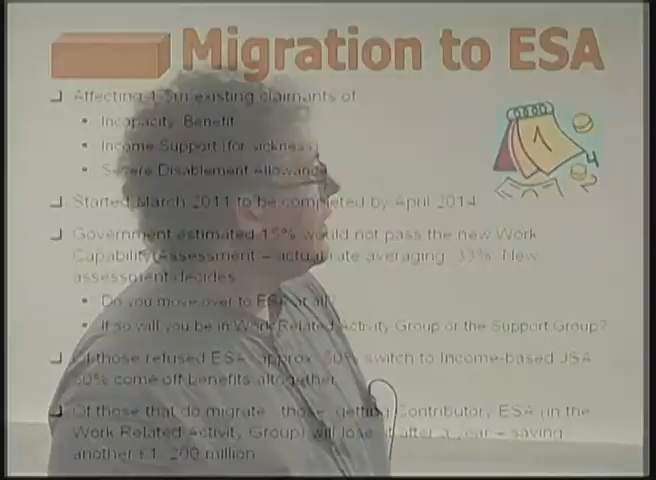 Migration to ESA
Affecting 1.5m existing claimants of
• Incapacity Benefit
• Income Support (for sickness)
• Severe Disablement Allowance
Started March 2011 to be completed by April 2014
Government estimated 15% would not pass the new Work
Capability Assessment – actual rate averaging 33%. New
assessment decides
• Do you move over to ESA at all
• If so will you be in Work Related Activity Group or the Support Group?
Of those refused ESA approx 50% switch to Income-based JSA
50% come off benefits altogether
Of those that do migrate those getting Contributory ESA (in the
Work Related Activity Group) will lose it after a year – saving
another £1, 200 million
1
4
2